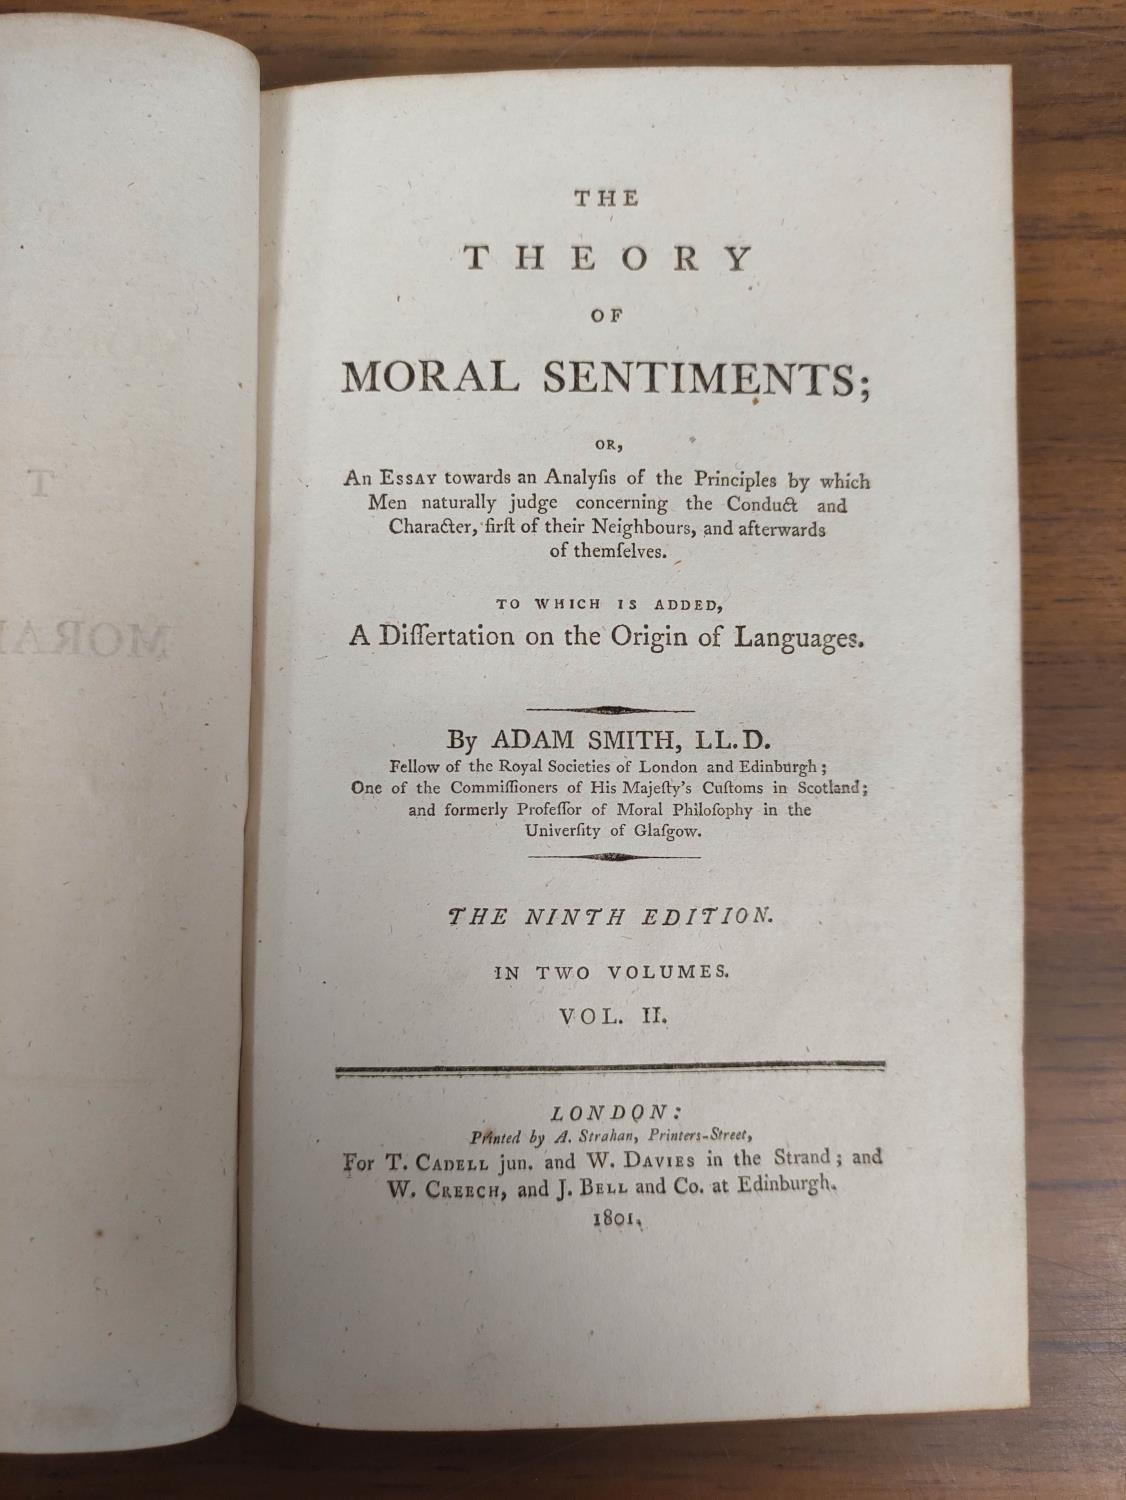 THE
THEORY
OF
MORAL SENTIMENTS;
OR,
An ESSAY towards an Analyſis of the Principles by which
Men naturally judge concerning the Conduct and
Character, firſt of their Neighbours, and afterwards
of themſelves.
TO WHICH IS ADDED,
A Diſſertation on the Origin of Languages.
By ADAM SMITH, LL.D.
Fellow of the Royal Societies of London and Edinburgh;
One of the Commiſſioners of His Majeſty's Cuſtoms in Scotland;
and formerly Profeſſor of Moral Philoſophy in the
Univerſity of Glaſgow.
THE NINTH EDITION.
IN TWO VOLUMES.
VOL. II.
LONDON:
Printed by A. Strahan, Printers-Street,
For T. CADELL jun. and W. DAVIES in the Strand; and
W. CREECH, and J. BELL and Co. at Edinburgh.
1801.